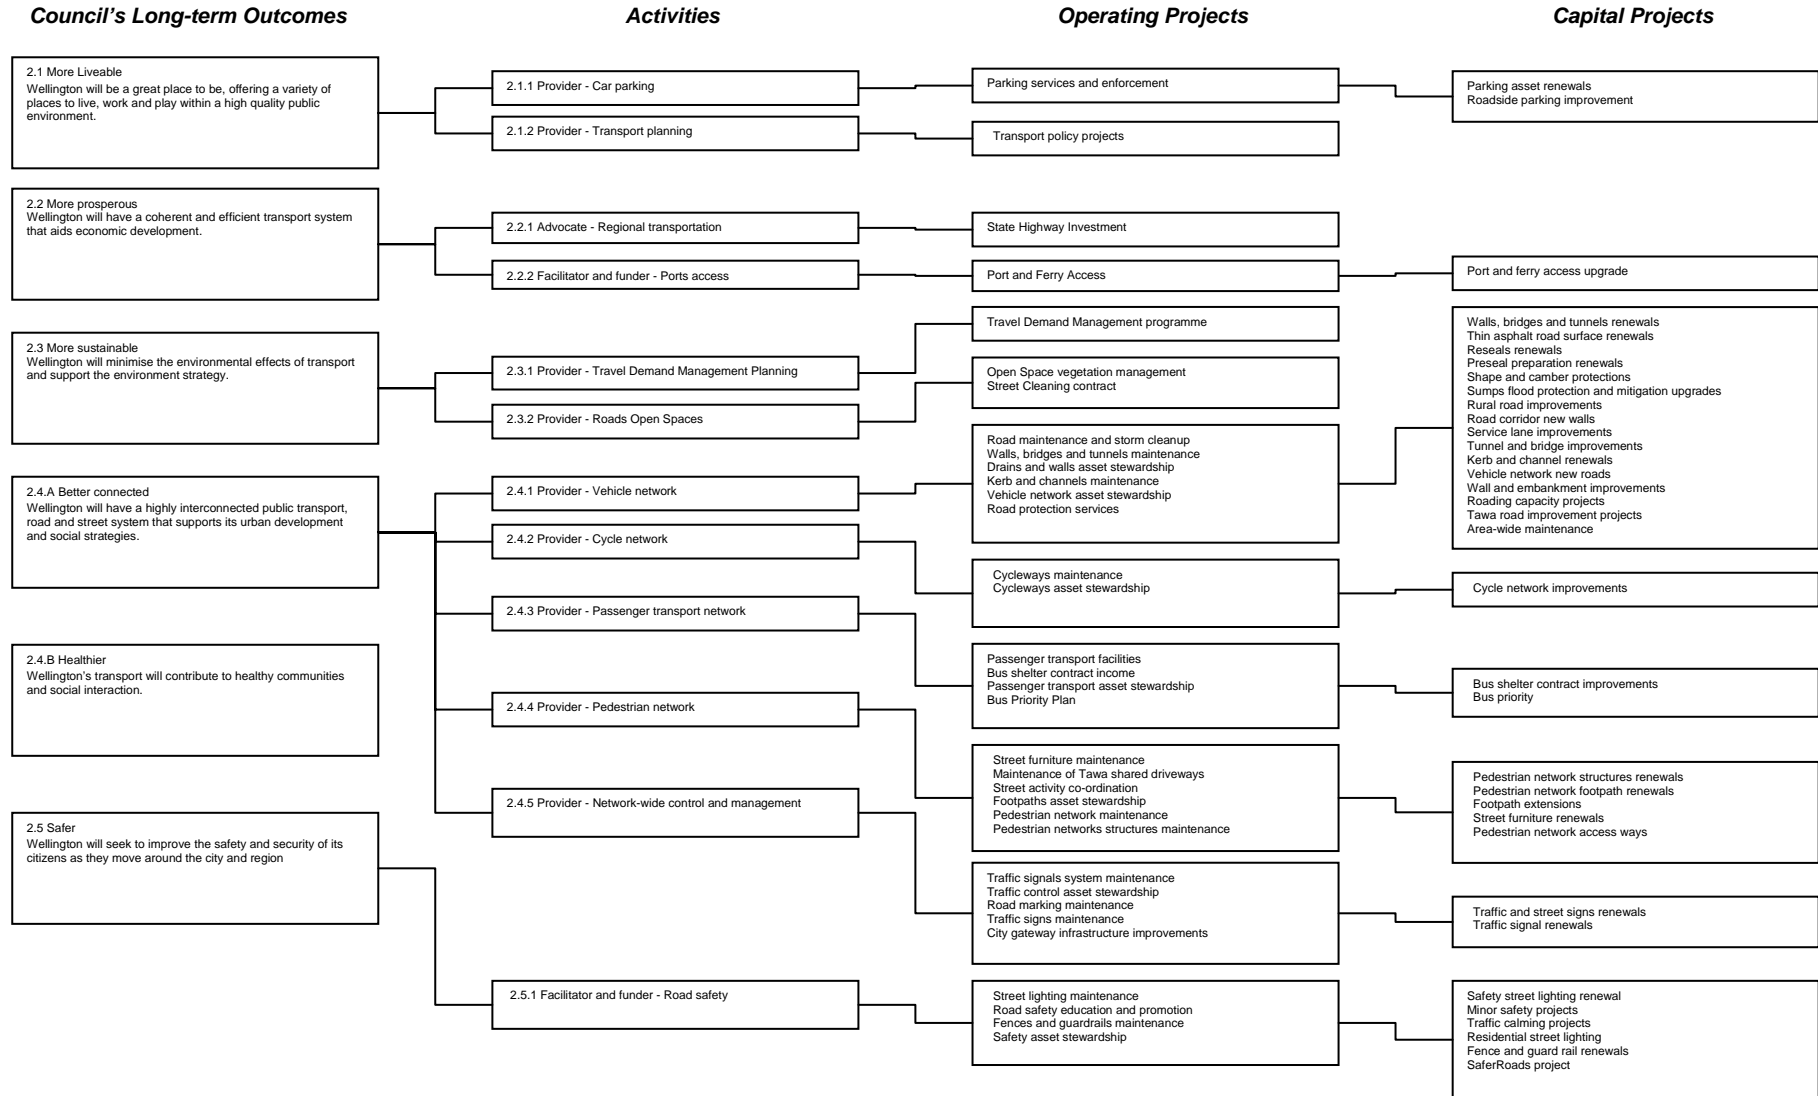 Council's Long-term Outcomes
Activities
Operating Projects
Capital Projects
2.1 More Liveable
Wellington will be a great place to be, offering a variety of
places to live, work and play within a high quality public
environment.
2.1.1 Provider - Car parking
2.1.2 Provider - Transport planning
Parking services and enforcement
Transport policy projects
Parking asset renewals
Roadside parking improvement
2.2 More prosperous
Wellington will have a coherent and efficient transport system
that aids economic development.
2.2.1 Advocate - Regional transportation
2.2.2 Facilitator and funder - Ports access
State Highway Investment
Port and Ferry Access
Port and ferry access upgrade
2.3 More sustainable
Wellington will minimise the environmental effects of transport
and support the environment strategy.
2.3.1 Provider - Travel Demand Management Planning
2.3.2 Provider - Roads Open Spaces
Travel Demand Management programme
Open Space vegetation management
Street Cleaning contract
2.4.A Better connected
Wellington will have a highly interconnected public transport,
road and street system that supports its urban development
and social strategies.
2.4.B Healthier
Wellington's transport will contribute to healthy communities
and social interaction.
2.4.1 Provider - Vehicle network
2.4.2 Provider - Cycle network
2.4.3 Provider - Passenger transport network
2.4.4 Provider - Pedestrian network
2.4.5 Provider - Network-wide control and management
Road maintenance and storm cleanup
Walls, bridges and tunnels maintenance
Drains and walls asset stewardship
Kerb and channels maintenance
Vehicle network asset stewardship
Road protection services
Walls, bridges and tunnels renewals
Thin asphalt road surface renewals
Reseals renewals
Preseal preparation renewals
Shape and camber protections
Sumps flood protection and mitigation upgrades
Rural road improvements
Road corridor new walls
Service lane improvements
Tunnel and bridge improvements
Kerb and channel renewals
Vehicle network new roads
Wall and embankment improvements
Roading capacity projects
Tawa road improvement projects
Area-wide maintenance
Cycleways maintenance
Cycleways asset stewardship
Cycle network improvements
Passenger transport facilities
Bus shelter contract income
Passenger transport asset stewardship
Bus Priority Plan
Bus shelter contract improvements
Bus priority
Street furniture maintenance
Maintenance of Tawa shared driveways
Street activity co-ordination
Footpaths asset stewardship
Pedestrian network maintenance
Pedestrian networks structures maintenance
Pedestrian network structures renewals
Pedestrian network footpath renewals
Footpath extensions
Street furniture renewals
Pedestrian network access ways
Traffic signals system maintenance
Traffic control asset stewardship
Road marking maintenance
Traffic signs maintenance
City gateway infrastructure improvements
Traffic and street signs renewals
Traffic signal renewals
2.5 Safer
Wellington will seek to improve the safety and security of its
citizens as they move around the city and region
2.5.1 Facilitator and funder - Road safety
Street lighting maintenance
Road safety education and promotion
Fences and guardrails maintenance
Safety asset stewardship
Safety street lighting renewal
Minor safety projects
Traffic calming projects
Residential street lighting
Fence and guard rail renewals
SaferRoads project